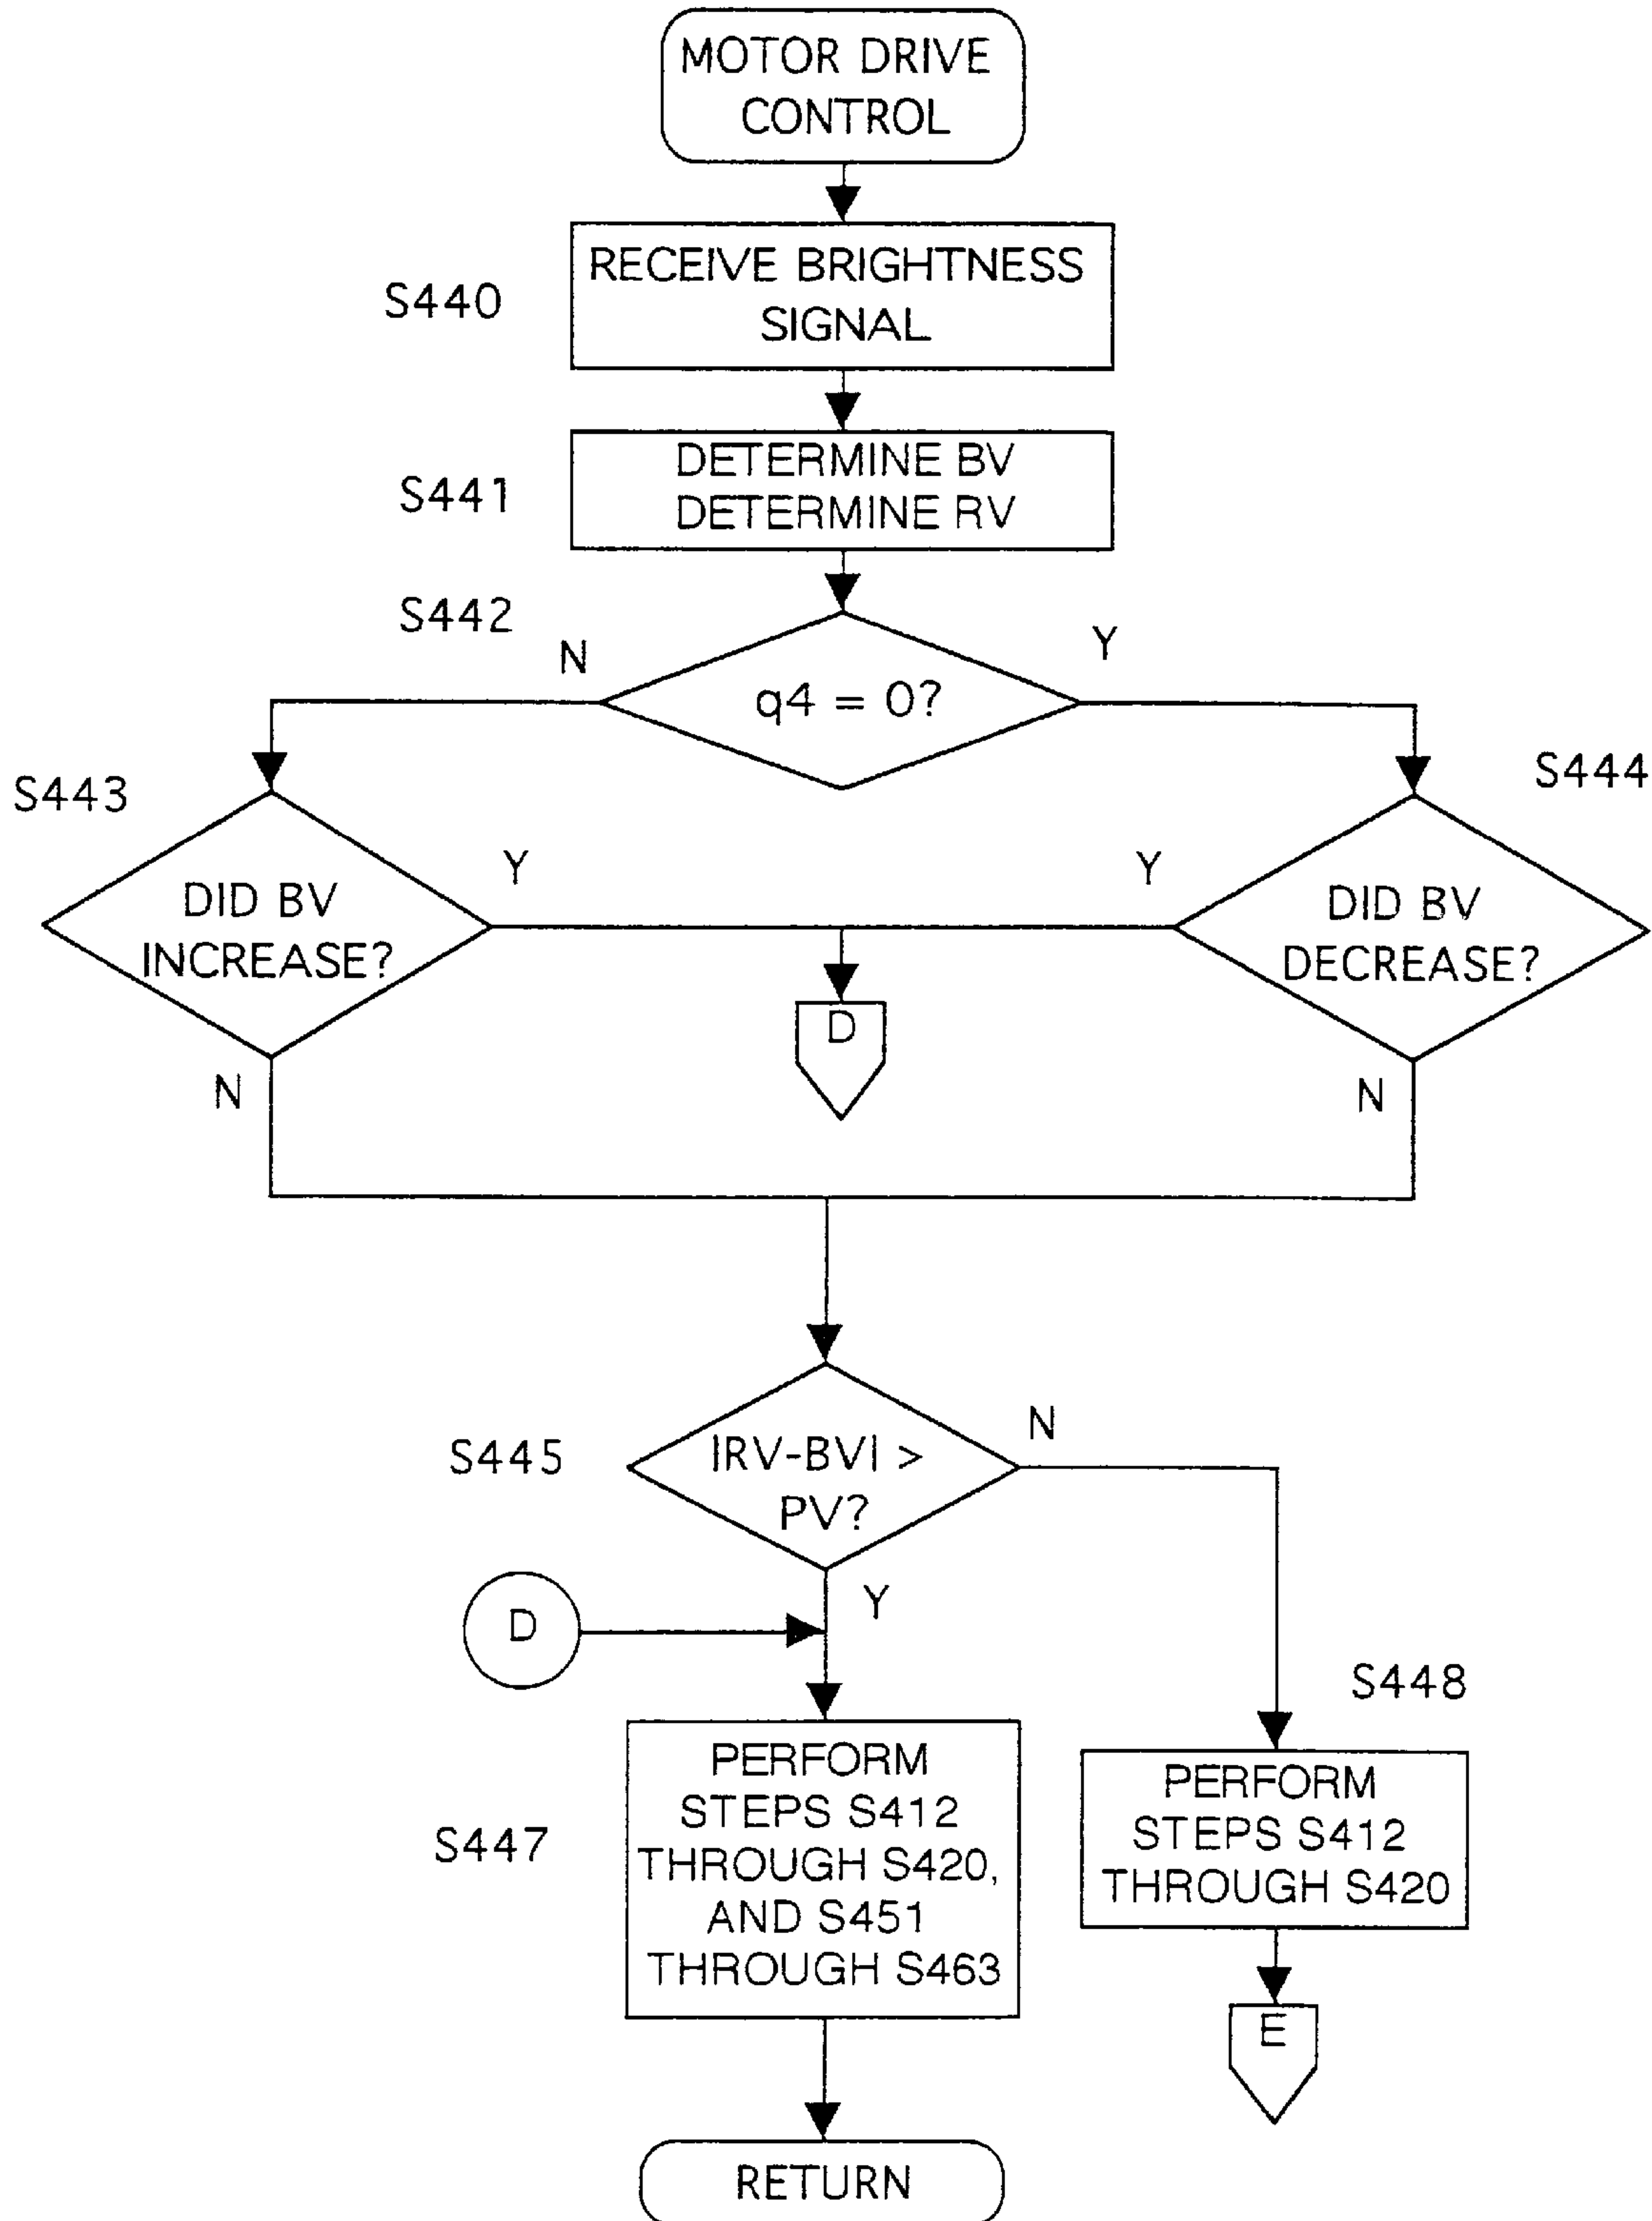 MOTOR DRIVE
CONTROL
S440
RECEIVE BRIGHTNESS
SIGNAL
S441
DETERMINE BV
DETERMINE RV
S442
N
Y
q4 = 0?
S443
S444
DID BV
INCREASE?
Y
Y
DID BV
DECREASE?
D
N
N
S445
|RV-BV| >
PV?
N
Y
D
S448
S447
PERFORM
STEPS S412
THROUGH S420,
AND S451
THROUGH S463
PERFORM
STEPS S412
THROUGH S420
E
RETURN